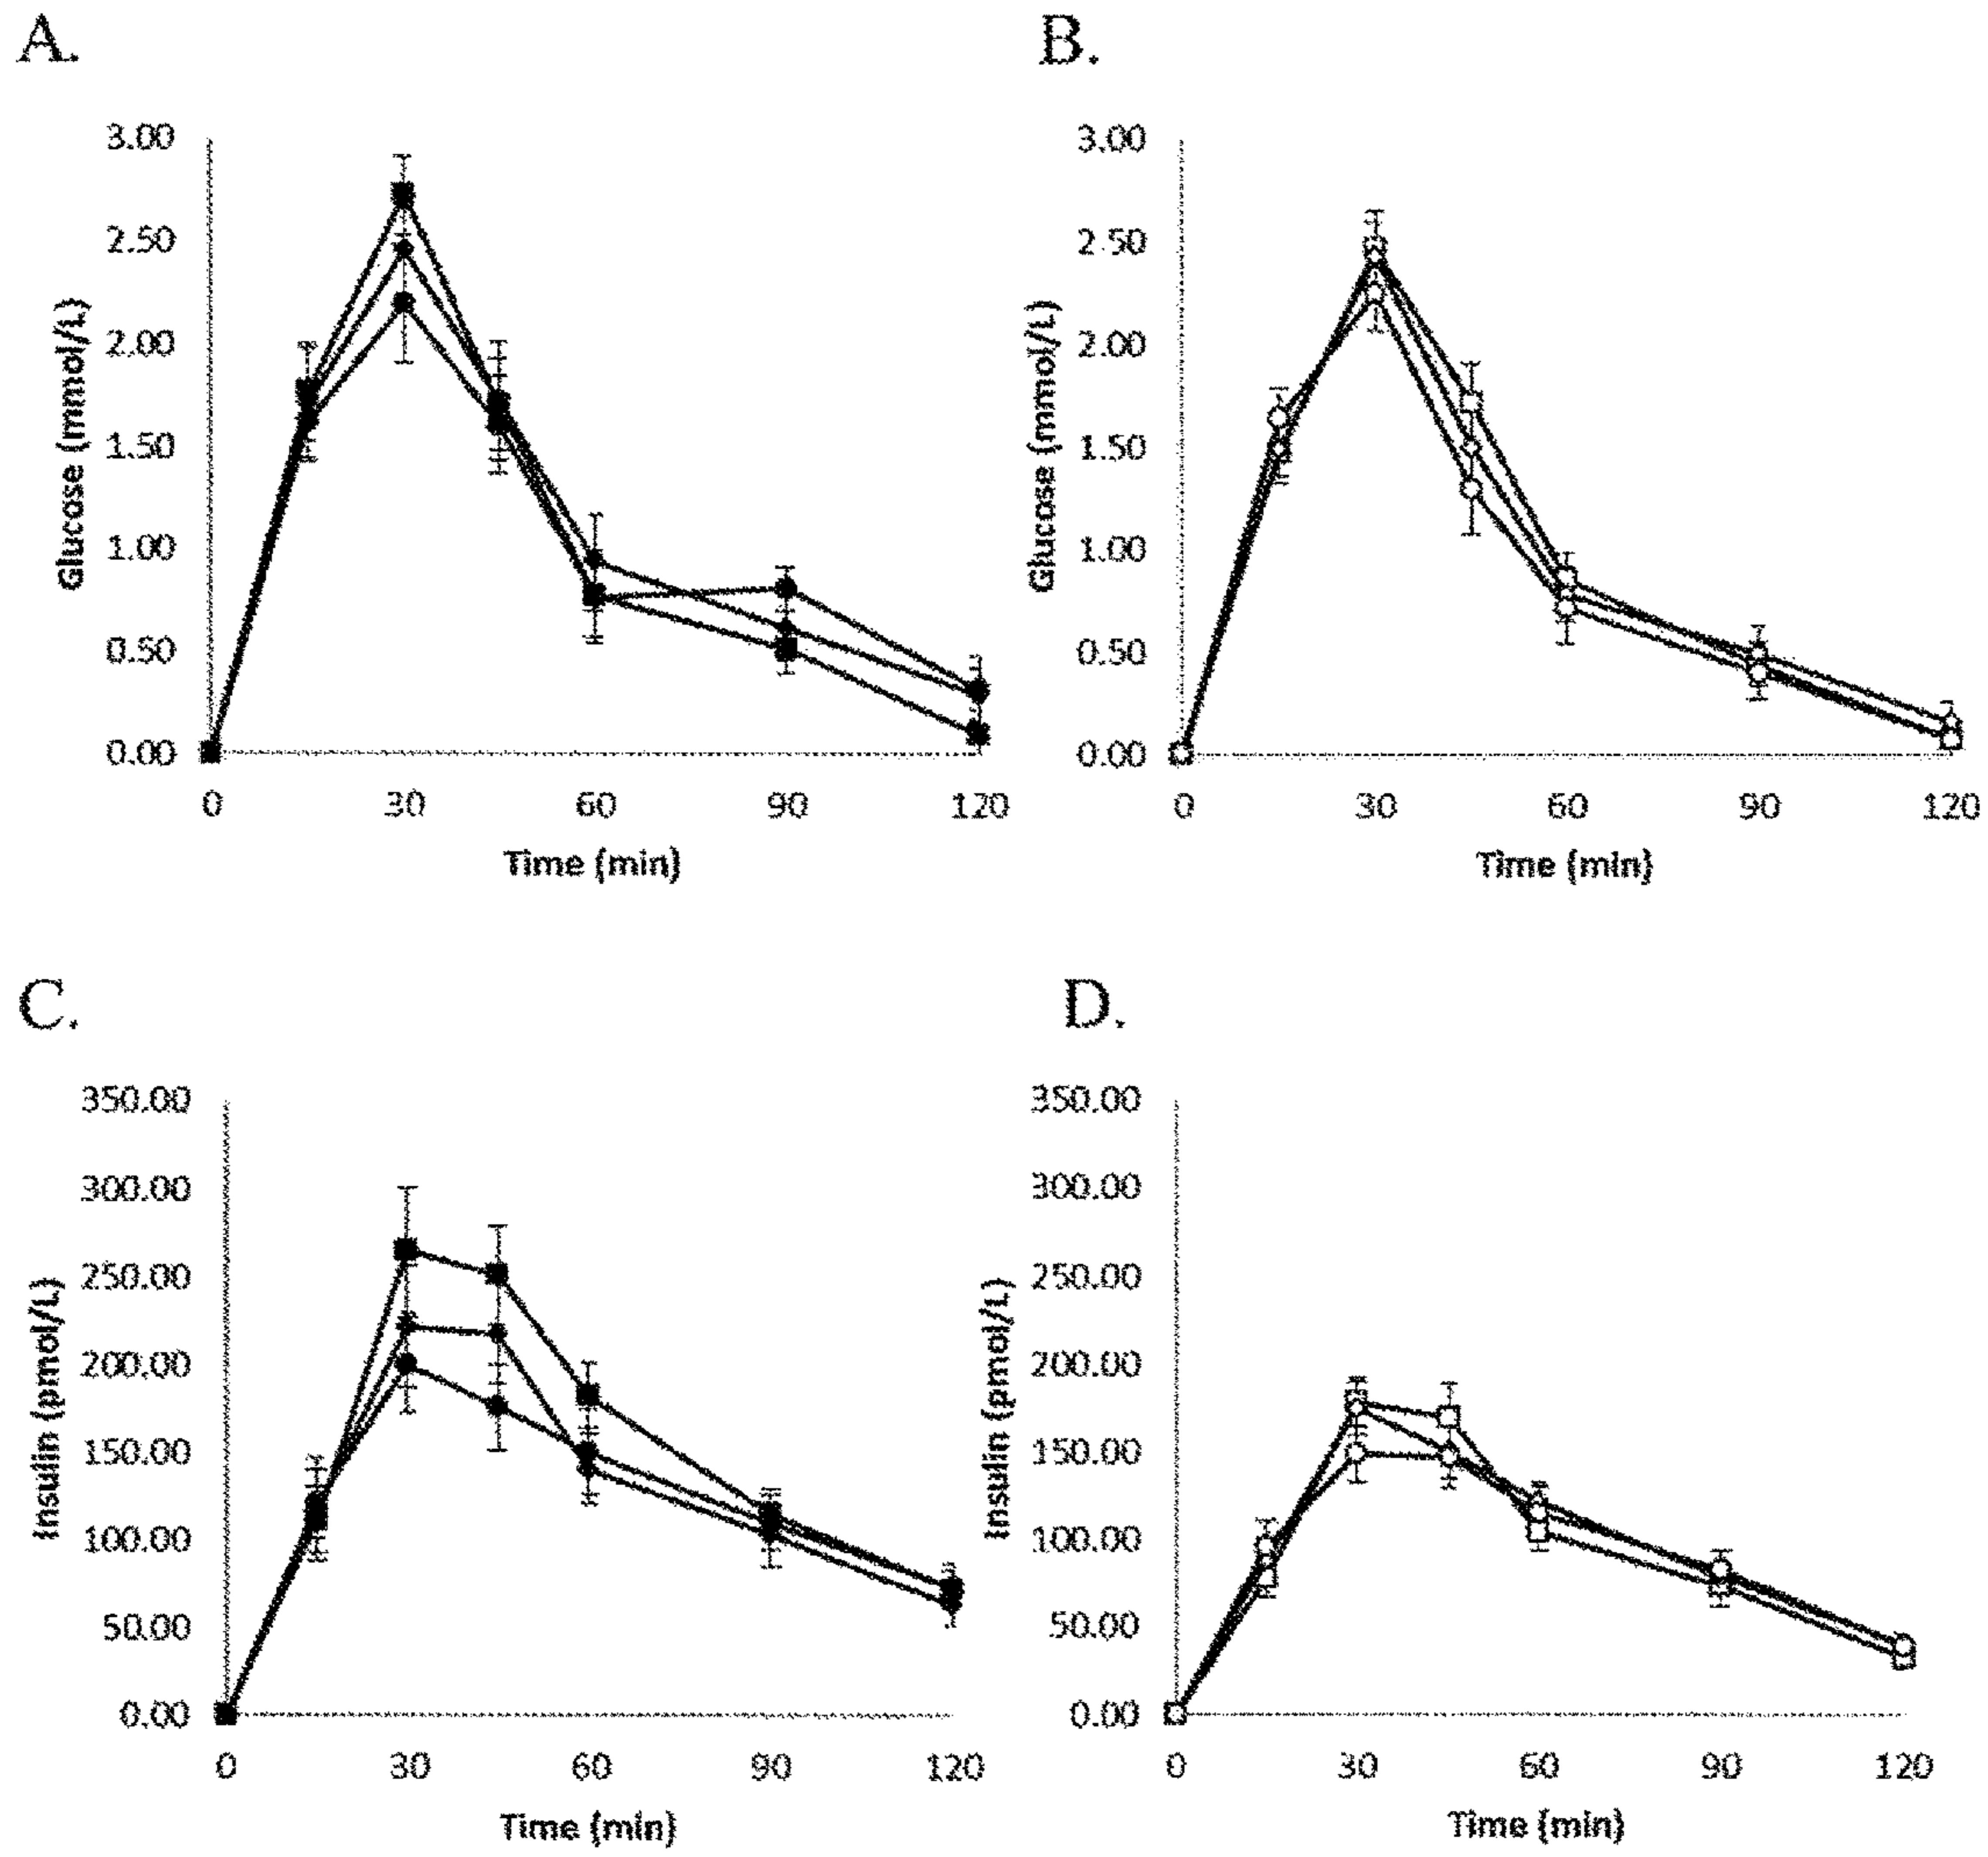 A.
3.00
2.50
2.00
1.50
1.00
0.50
0.00
Glucose (mmol/L)
0 30 60 90 120
Time (min)
B.
3.00
2.50
2.00
1.50
1.00
0.50
0.00
Glucose (mmol/L)
0 30 60 90 120
Time (min)
C.
350.00
300.00
250.00
200.00
150.00
100.00
50.00
0.00
Insulin (pmol/L)
0 30 60 90 120
Time (min)
D.
350.00
300.00
250.00
200.00
150.00
100.00
50.00
0.00
Insulin (pmol/L)
0 30 60 90 120
Time (min)